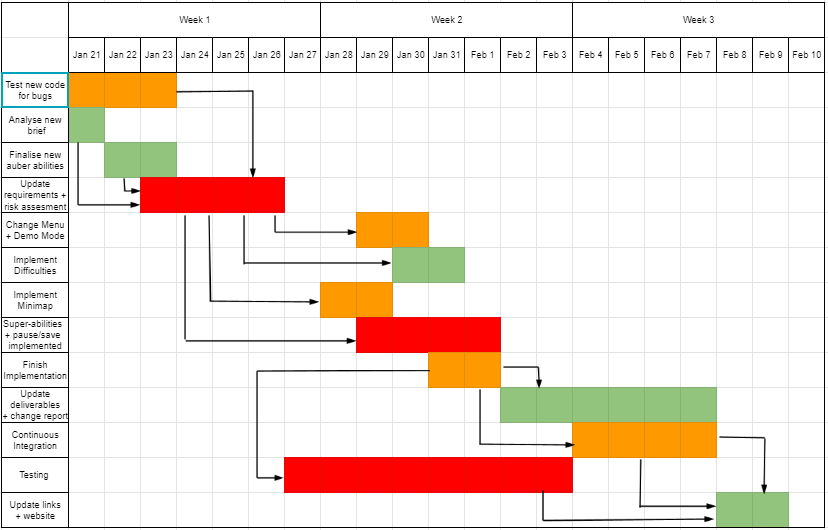 Week 1
Week 2
Week 3
Jan 21
Jan 22
Jan 23
Jan 24
Jan 25
Jan 26
Jan 27
Jan 28
Jan 29
Jan 30
Jan 31
Feb 1
Feb 2
Feb 3
Feb 4
Feb 5
Feb 6
Feb 7
Feb 8
Feb 9
Feb 10
Test new code
for bugs
Analyse new
brief
Finalise new
auber abilities
Update
requirements +
risk assesment
Change Menu
+ Demo Mode
Implement
Difficulties
Implement
Minimap
Super-abilities
+ pause/save
implemented
Finish
Implementation
Update
deliverables
+ change report
Continuous
Integration
Testing
Update links
+ website